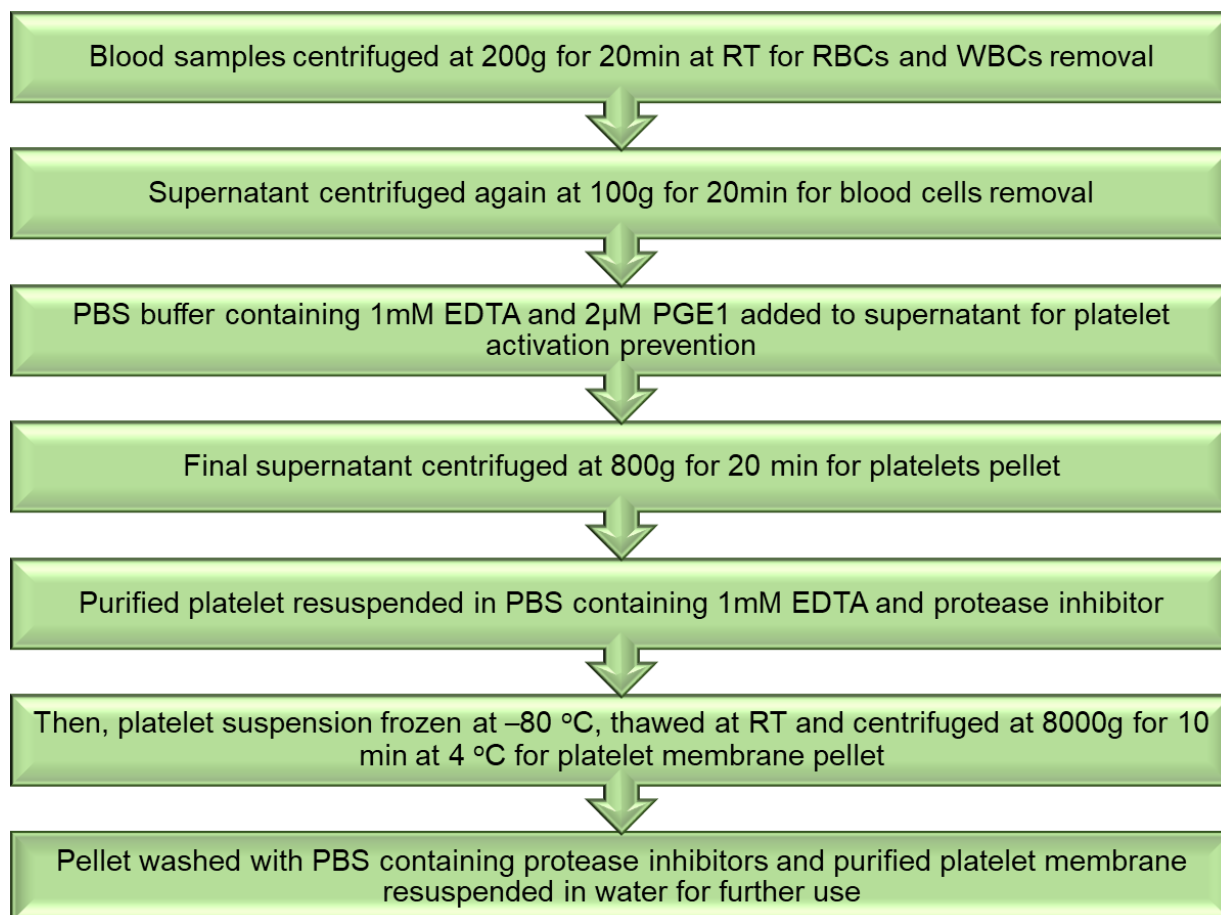 Blood samples centrifuged at 200g for 20min at RT for RBCs and WBCs removal
Supernatant centrifuged again at 100g for 20min for blood cells removal
PBS buffer containing 1mM EDTA and 2µM PGE1 added to supernatant for platelet
activation prevention
Final supernatant centrifuged at 800g for 20 min for platelets pellet
Purified platelet resuspended in PBS containing 1mM EDTA and protease inhibitor
Then, platelet suspension frozen at –80 °C, thawed at RT and centrifuged at 8000g for 10
min at 4 °C for platelet membrane pellet
Pellet washed with PBS containing protease inhibitors and purified platelet membrane
resuspended in water for further use